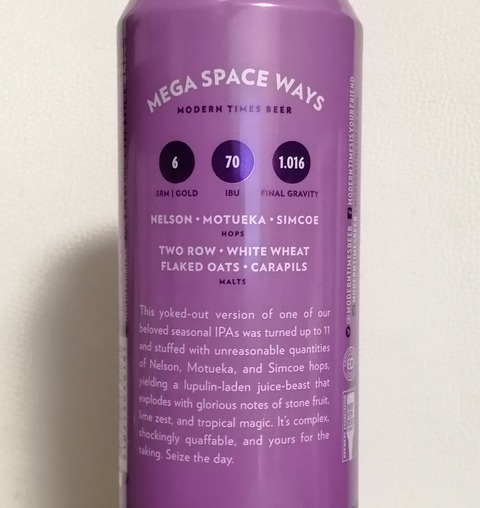 MEGA SPACE WAYS
MODERN TIMES BEER
6 70 1.016
SRM | GOLD IBU FINAL GRAVITY
NELSON • MOTUEKA • SIMCOE
HOPS
TWO ROW • WHITE WHEAT
FLAKED OATS • CARAPILS
MALTS
This yoked-out version of one of our
beloved seasonal IPAs was turned up to 11
and stuffed with unreasonable quantities
of Nelson, Motueka, and Simcoe hops,
yielding a lupulin-laden juice-beast that
explodes with glorious notes of stone fruit,
lime zest, and tropical magic. It's complex,
shockingly quaffable, and yours for the
taking. Seize the day.
@MODERNTIMESBEER MODERNTIMESISYOURFRIEND